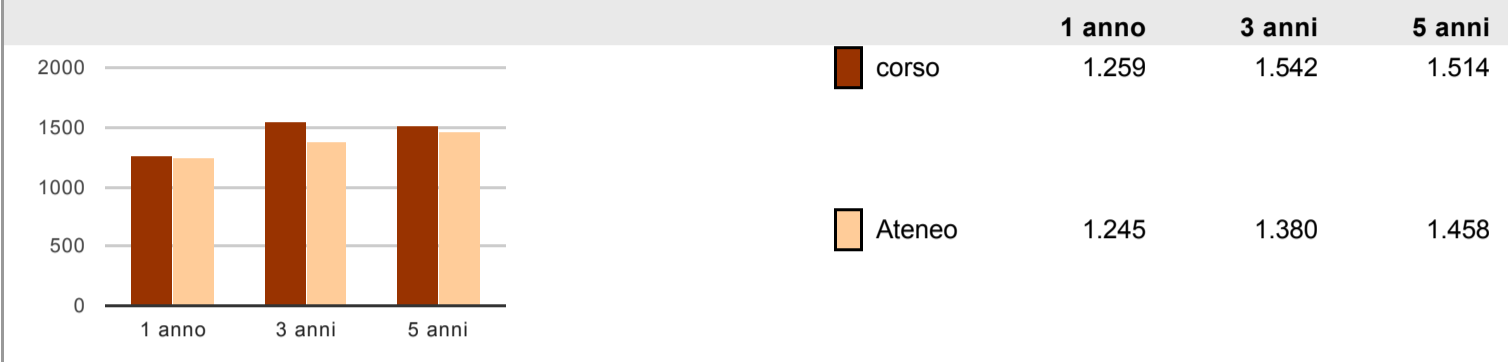 1 anno 3 anni 5 anni
2000
1500
1000
500
0
1 anno 3 anni 5 anni
corso 1.259 1.542 1.514
Ateneo 1.245 1.380 1.458